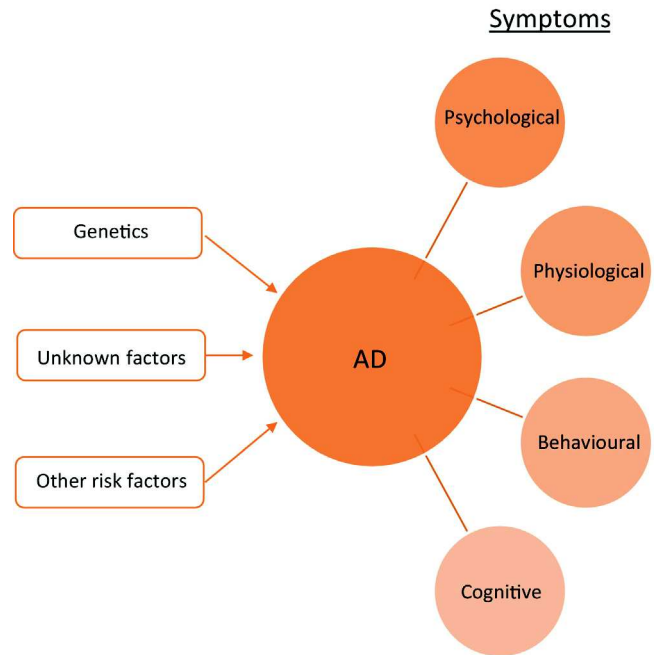 Symptoms
Psychological
Genetics
Physiological
Unknown factors
AD
Behavioural
Other risk factors
Cognitive